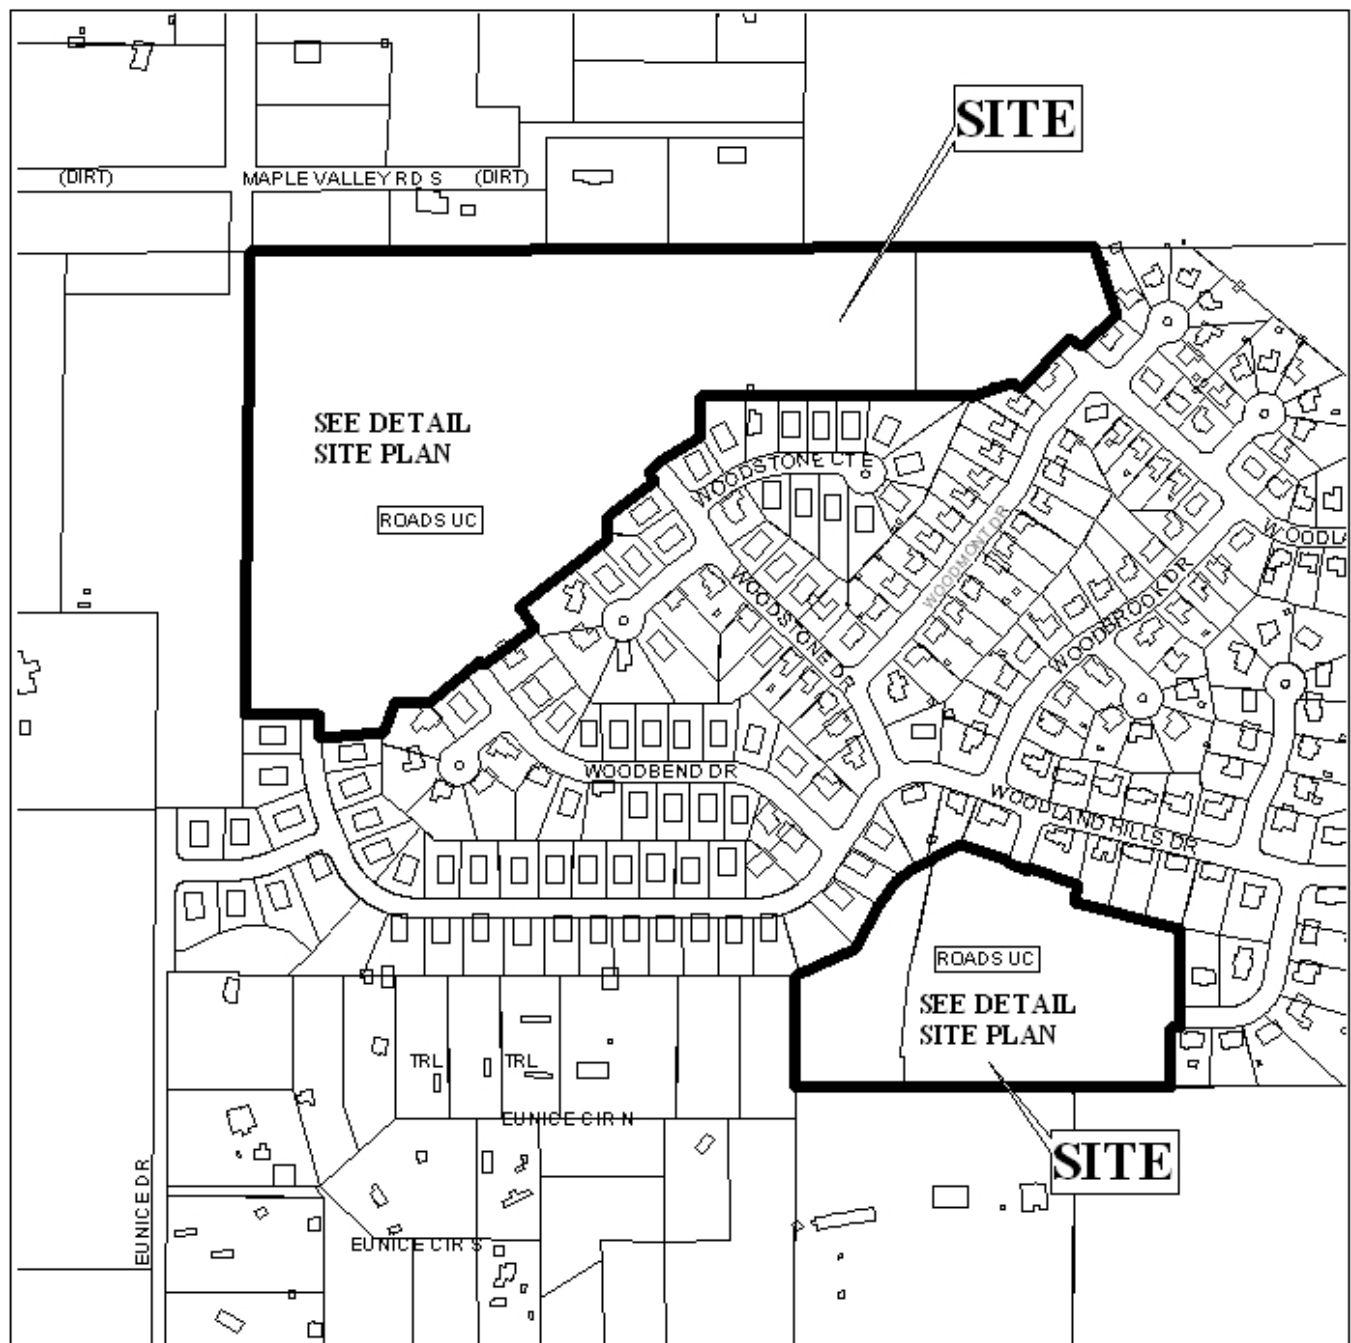 SITE
(DIRT)
MAPLE VALLEY RD S
(DIRT)
SEE DETAIL
SITE PLAN
ROADS UC
WOODSTONE CT E
WOODMONT DR
WOODLA
WOODSTONE DR
WOODBROOK DR
WOODBEND DR
WOODLAND HILLS DR
ROADS UC
SEE DETAIL
SITE PLAN
TRL
TRL
EUNICE CIR N
SITE
EUNICE DR
EUNICE CIR S